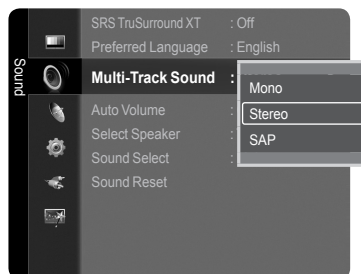 SRS TruSurround XT : Off
Preferred Language : English
Sound
Multi-Track Sound :
Mono
Auto Volume :
Stereo
Select Speaker :
SAP
Sound Select :
Sound Reset